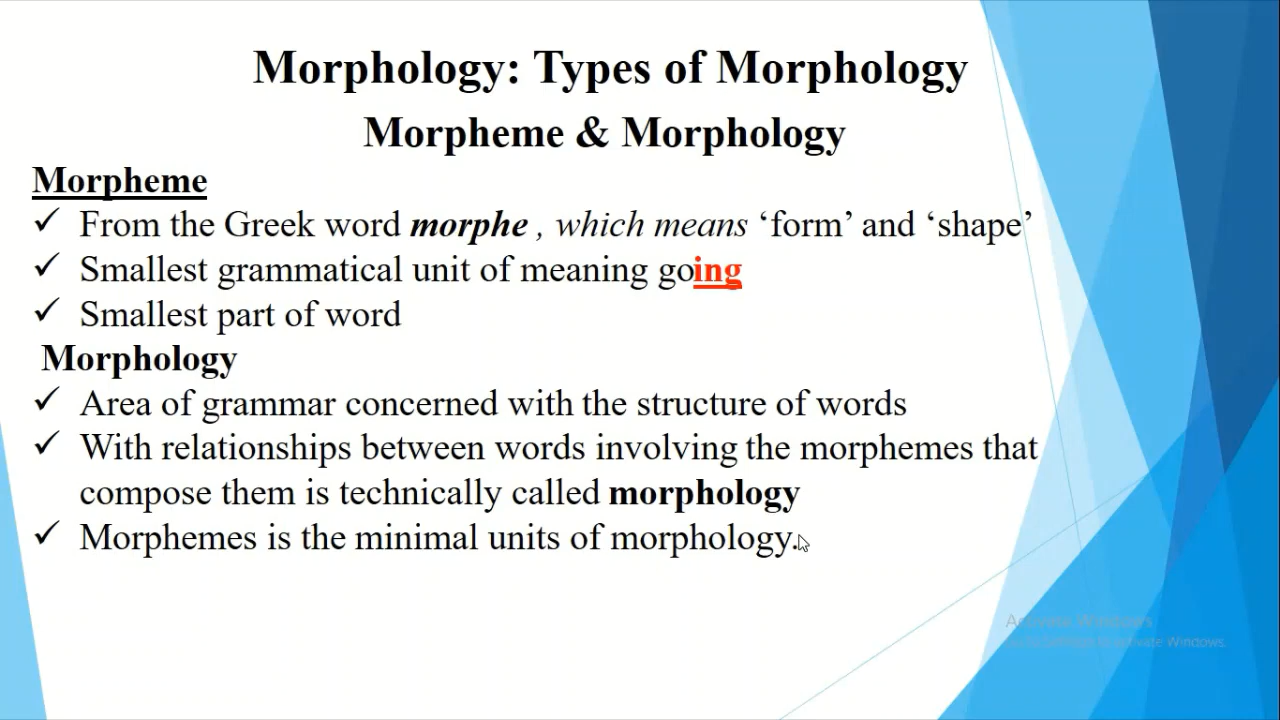 Morphology: Types of Morphology
Morpheme & Morphology
Morpheme
✓ From the Greek word morphe , which means ‘form’ and ‘shape’
✓ Smallest grammatical unit of meaning going
✓ Smallest part of word
Morphology
✓ Area of grammar concerned with the structure of words
✓ With relationships between words involving the morphemes that
compose them is technically called morphology
✓ Morphemes is the minimal units of morphology.
Activate Windows
to activate Windows.